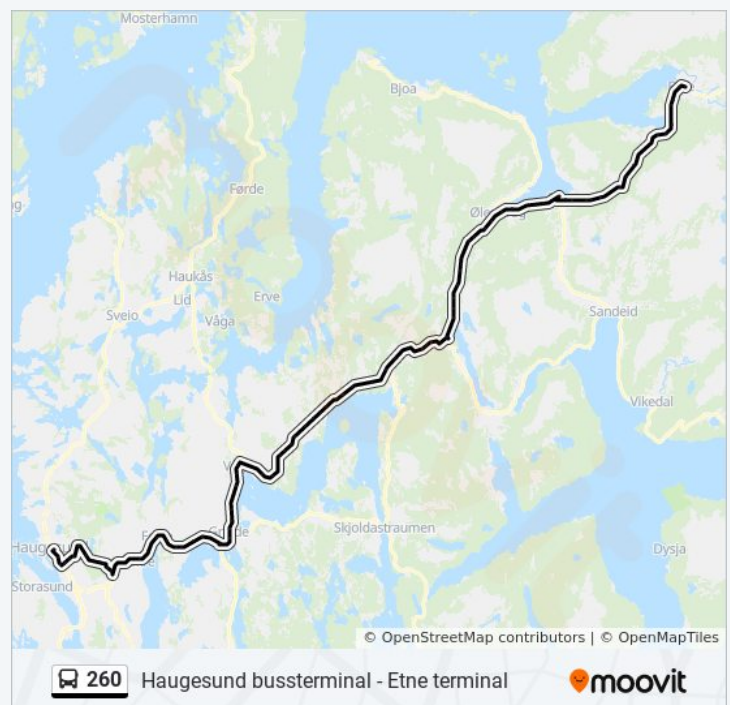 Mosterhamn
Bjoa
Førde
Haukås
Lid
Erve
Sveio
Våga
Sandeid
Vikedal
Skjoldastraumen
Dysja
Storasund
© OpenStreetMap contributors | © OpenMapTiles
260 Haugesund bussterminal - Etne terminal moovit